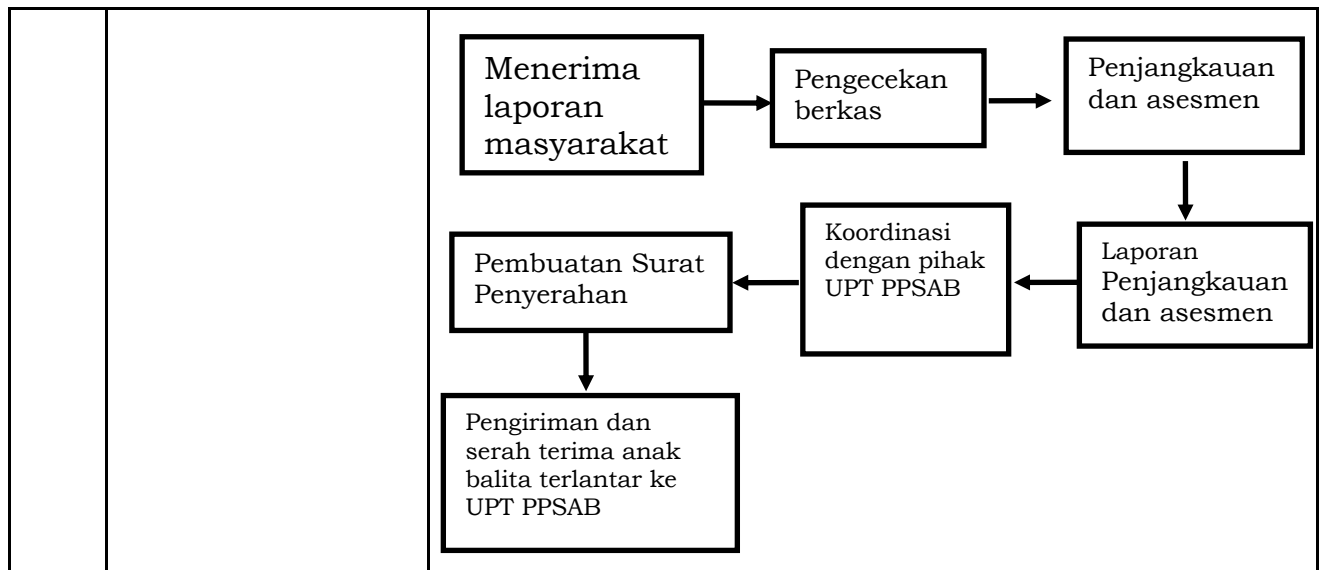 Menerima
laporan
masyarakat
Pengecekan
berkas
Penjangkauan
dan asesmen
Laporan
Penjangkauan
dan asesmen
Koordinasi
dengan pihak
UPT PPSAB
Pembuatan Surat
Penyerahan
Pengiriman dan
serah terima anak
balita terlantar ke
UPT PPSAB